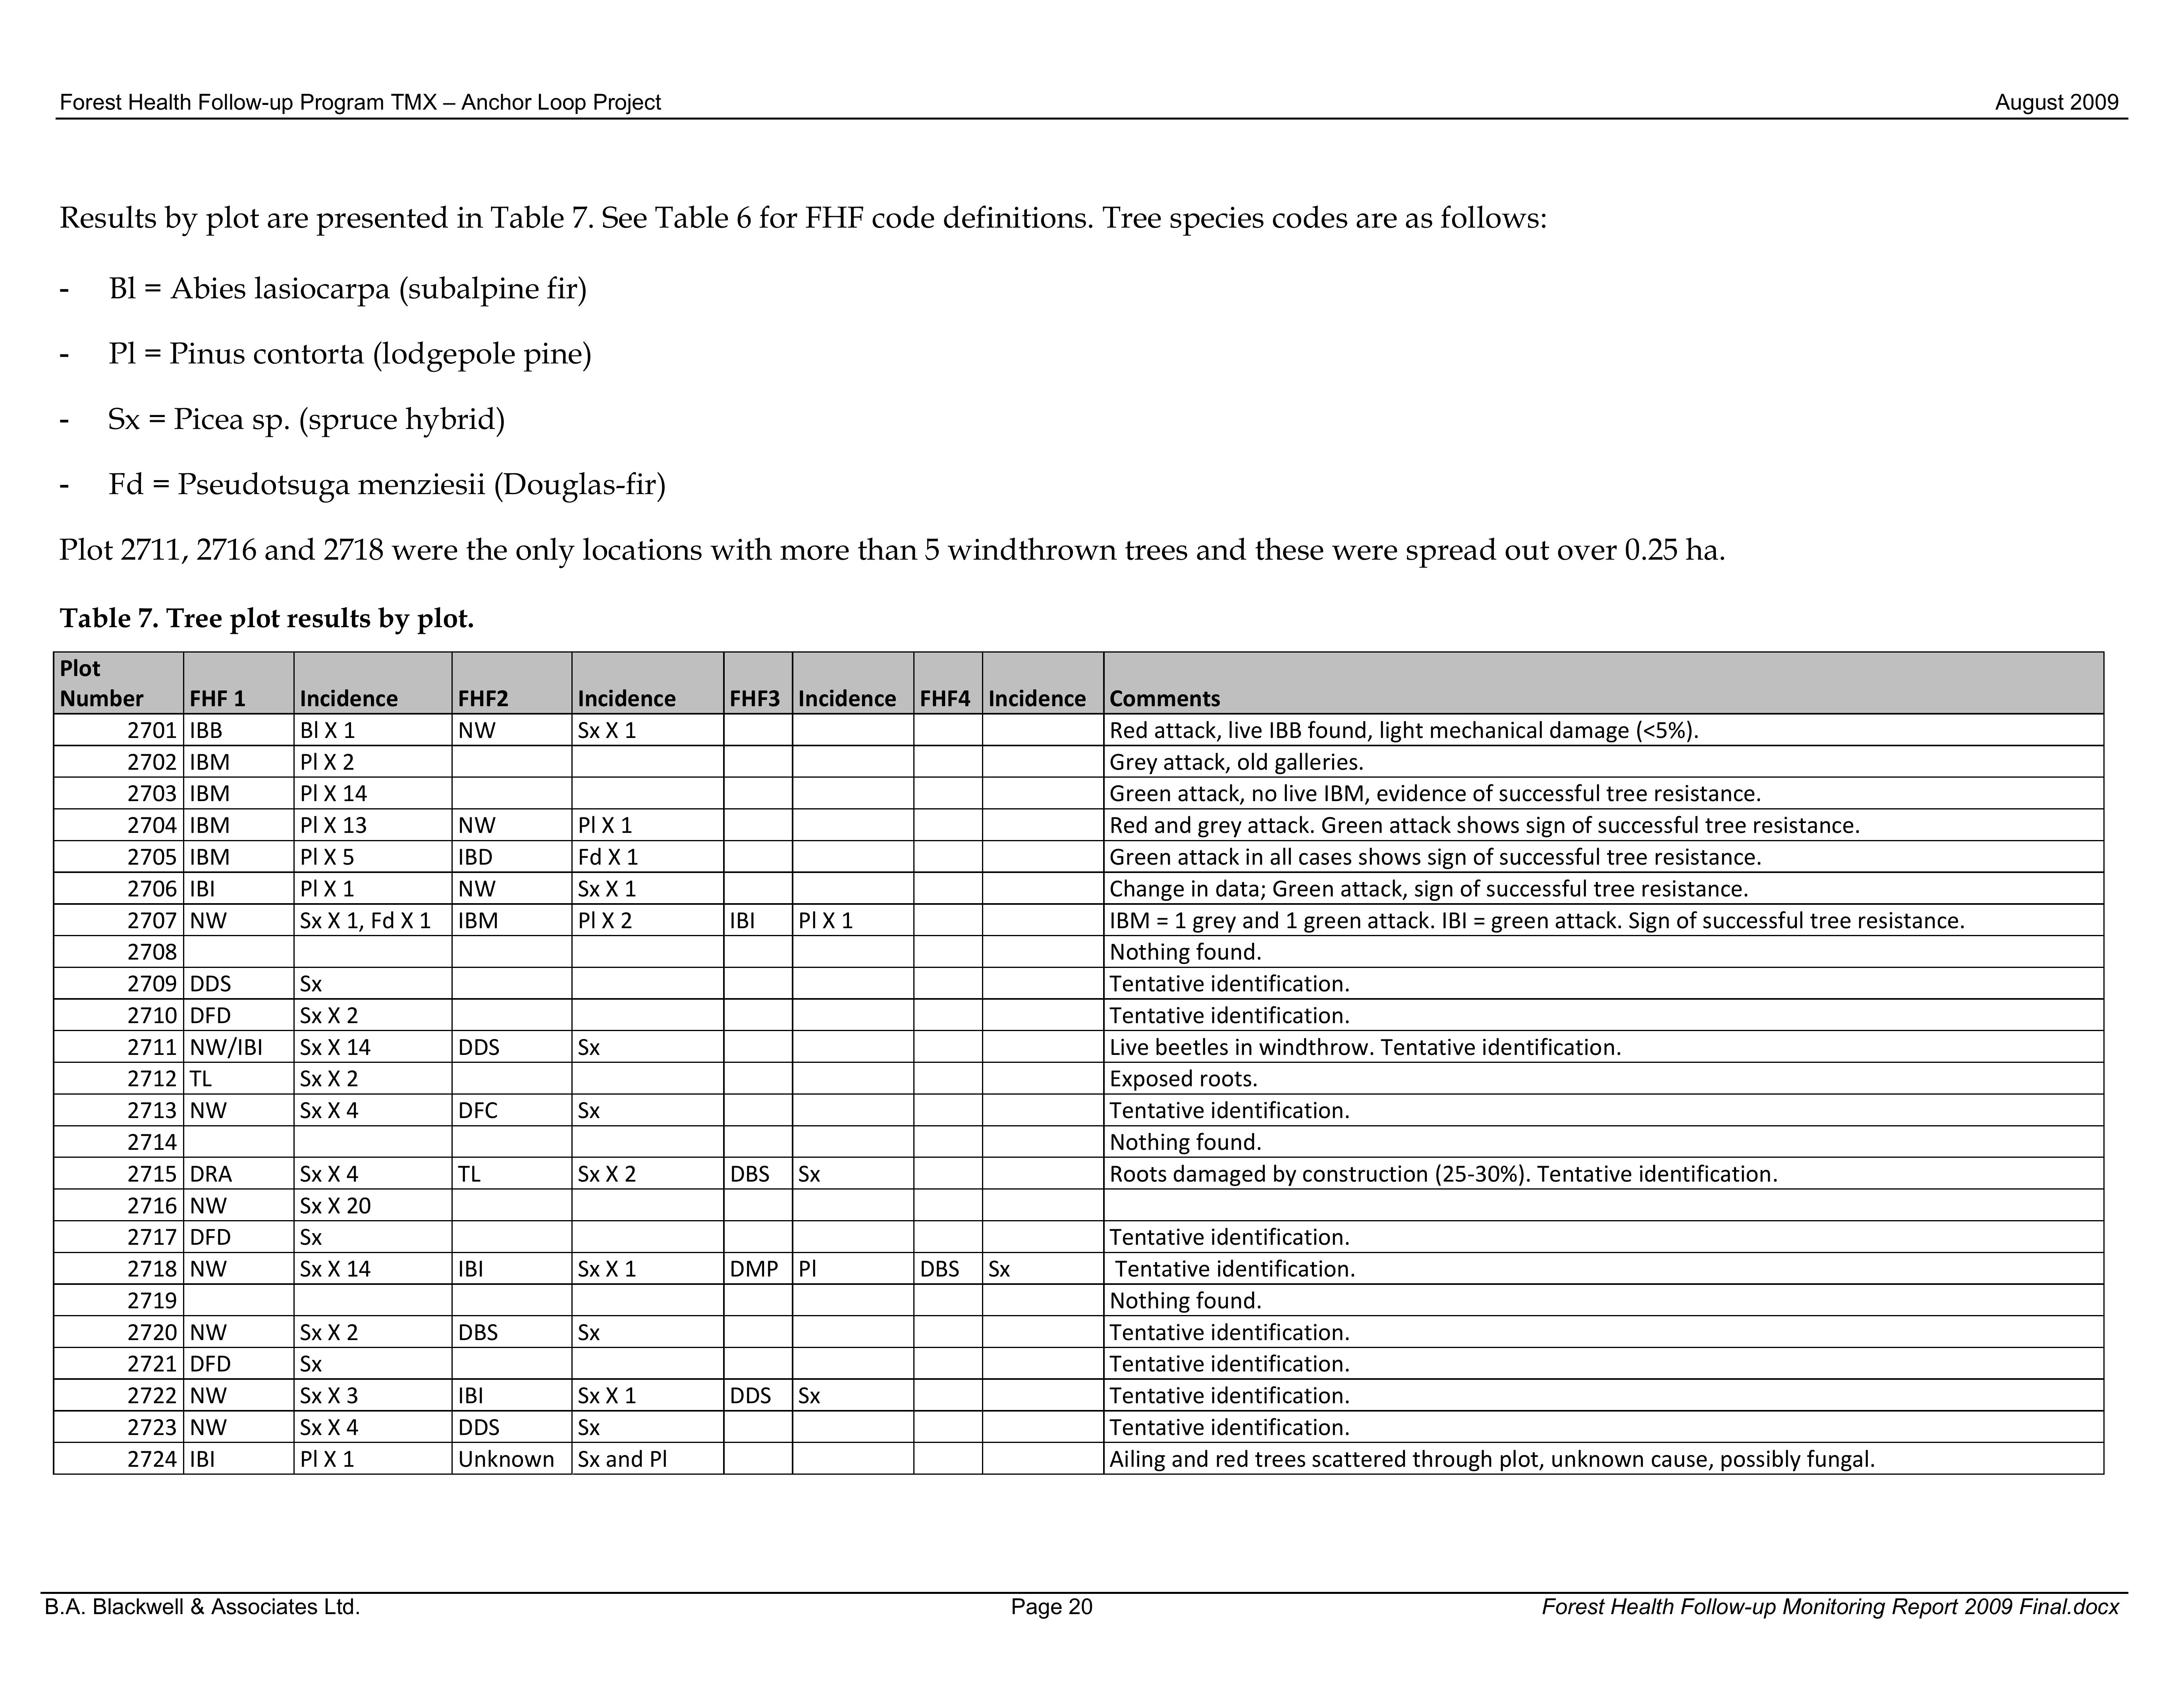 Forest Health Follow-up Program TMX – Anchor Loop Project August 2009
Results by plot are presented in Table 7. See Table 6 for FHF code definitions. Tree species codes are as follows:
- Bl = Abies lasiocarpa (subalpine fir)
- Pl = Pinus contorta (lodgepole pine)
- Sx = Picea sp. (spruce hybrid)
- Fd = Pseudotsuga menziesii (Douglas-fir)
Plot 2711, 2716 and 2718 were the only locations with more than 5 windthrown trees and these were spread out over 0.25 ha.
Table 7. Tree plot results by plot.
Plot
Number FHF 1 Incidence FHF2 Incidence FHF3 Incidence FHF4 Incidence Comments
2701 IBB Bl X 1 NW Sx X 1 Red attack, live IBB found, light mechanical damage (<5%).
2702 IBM Pl X 2 Grey attack, old galleries.
2703 IBM Pl X 14 Green attack, no live IBM, evidence of successful tree resistance.
2704 IBM Pl X 13 NW Pl X 1 Red and grey attack. Green attack shows sign of successful tree resistance.
2705 IBM Pl X 5 IBD Fd X 1 Green attack in all cases shows sign of successful tree resistance.
2706 IBI Pl X 1 NW Sx X 1 Change in data; Green attack, sign of successful tree resistance.
2707 NW Sx X 1, Fd X 1 IBM Pl X 2 IBI Pl X 1 IBM = 1 grey and 1 green attack. IBI = green attack. Sign of successful tree resistance.
2708 Nothing found.
2709 DDS Sx Tentative identification.
2710 DFD Sx X 2 Tentative identification.
2711 NW/IBI Sx X 14 DDS Sx Live beetles in windthrow. Tentative identification.
2712 TL Sx X 2 Exposed roots.
2713 NW Sx X 4 DFC Sx Tentative identification.
2714 Nothing found.
2715 DRA Sx X 4 TL Sx X 2 DBS Sx Roots damaged by construction (25-30%). Tentative identification.
2716 NW Sx X 20
2717 DFD Sx Tentative identification.
2718 NW Sx X 14 IBI Sx X 1 DMP Pl DBS Sx Tentative identification.
2719 Nothing found.
2720 NW Sx X 2 DBS Sx Tentative identification.
2721 DFD Sx Tentative identification.
2722 NW Sx X 3 IBI Sx X 1 DDS Sx Tentative identification.
2723 NW Sx X 4 DDS Sx Tentative identification.
2724 IBI Pl X 1 Unknown Sx and Pl Ailing and red trees scattered through plot, unknown cause, possibly fungal.
B.A. Blackwell & Associates Ltd. Page 20 Forest Health Follow-up Monitoring Report 2009 Final.docx